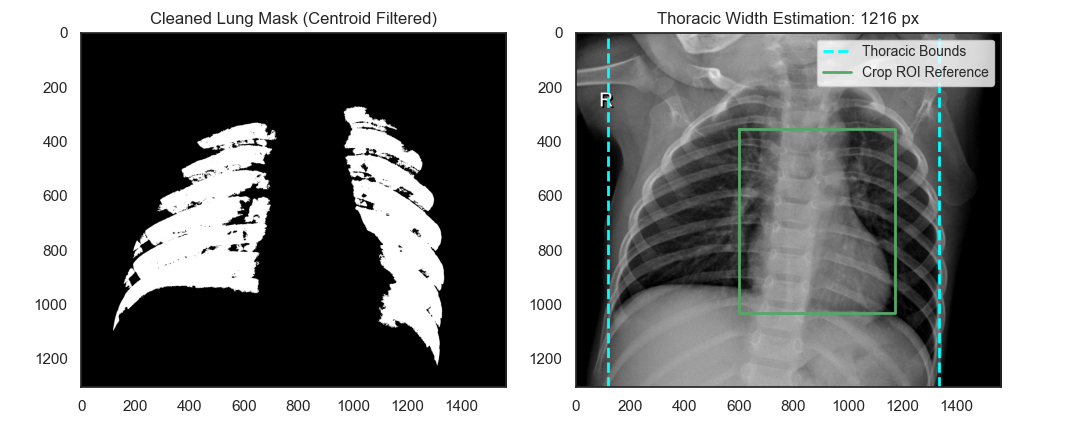 Cleaned Lung Mask (Centroid Filtered)
0
200
400
600
800
1000
1200
0 200 400 600 800 1000 1200 1400
Thoracic Width Estimation: 1216 px
Thoracic Bounds
Crop ROI Reference
R
0
200
400
600
800
1000
1200
0 200 400 600 800 1000 1200 1400